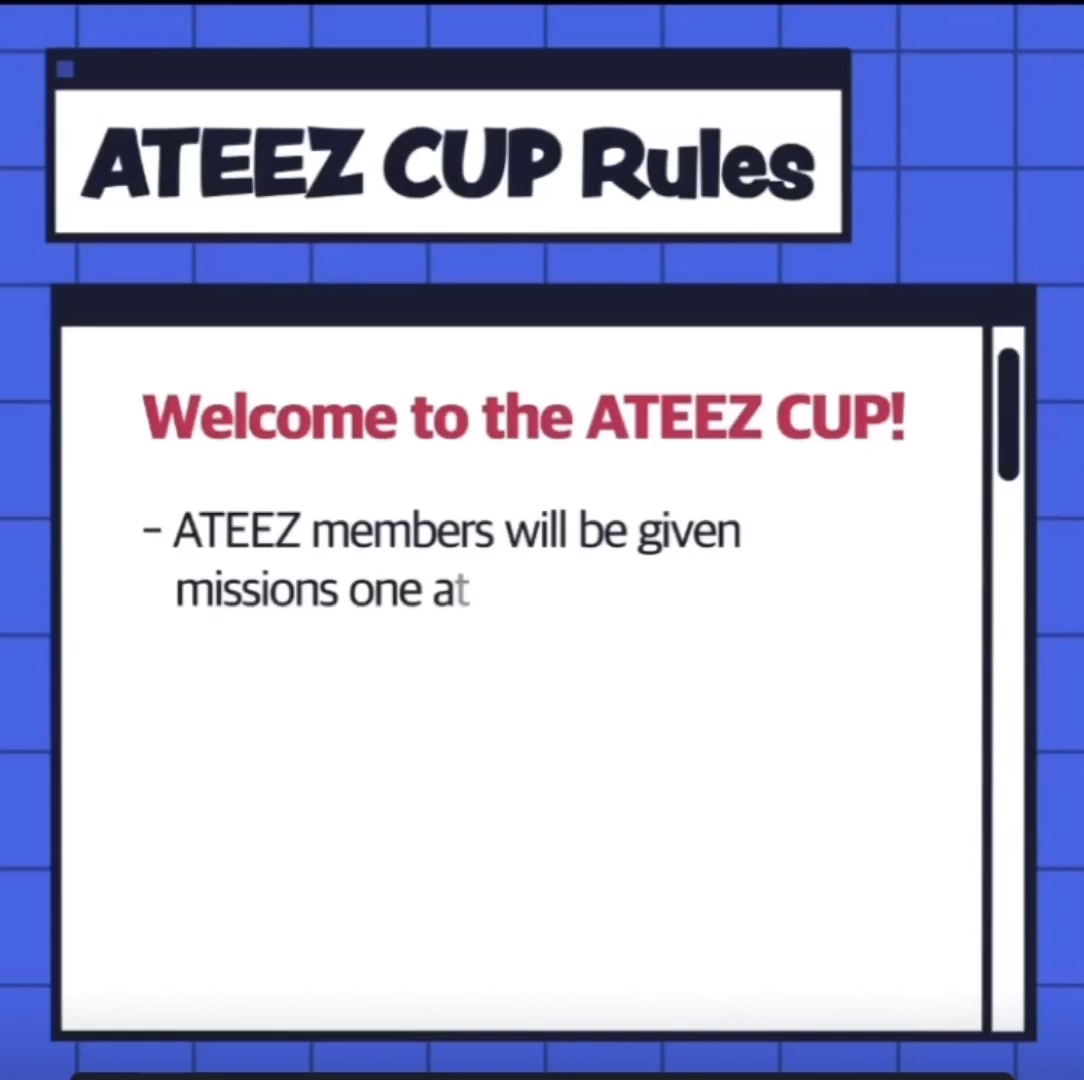 ATEEZ CUP Rules
Welcome to the ATEEZ CUP!
- ATEEZ members will be given
missions one at